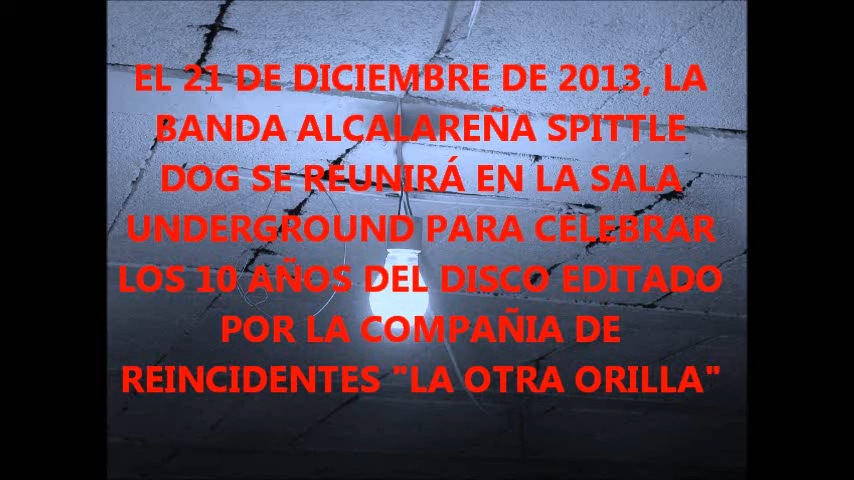 EL 21 DE DICIEMBRE DE 2013, LA
BANDA ALCALAREÑA SPITTLE
DOG SE REUNIRÁ EN LA SALA
UNDERGROUND PARA CELEBRAR
LOS 10 AÑOS DEL DISCO EDITADO
POR LA COMPAÑIA DE
REINCIDENTES "LA OTRA ORILLA"